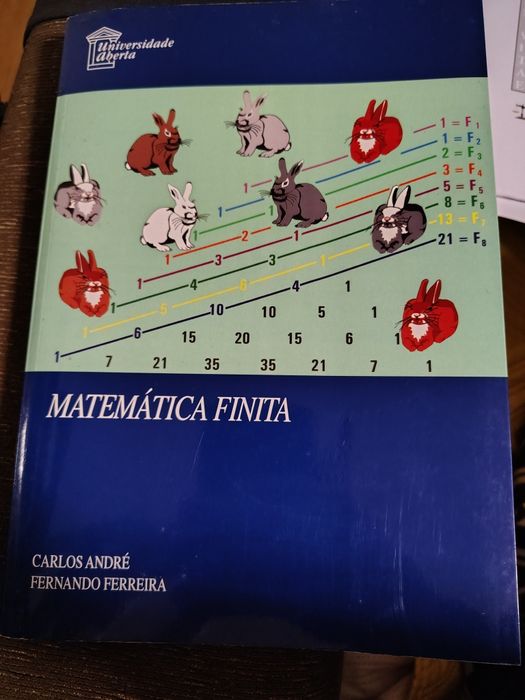 Universidade
Aberta
1 = F1
1 = F2
2 = F3
3 = F4
5 = F5
8 = F6
13 = F7
21 = F8
1
1 1
1 2 1
1 3 3 1
1 4 6 4 1
1 5 10 10 5 1
1 6 15 20 15 6 1
1 7 21 35 35 21 7 1
MATEMÁTICA FINITA
CARLOS ANDRÉ
FERNANDO FERREIRA